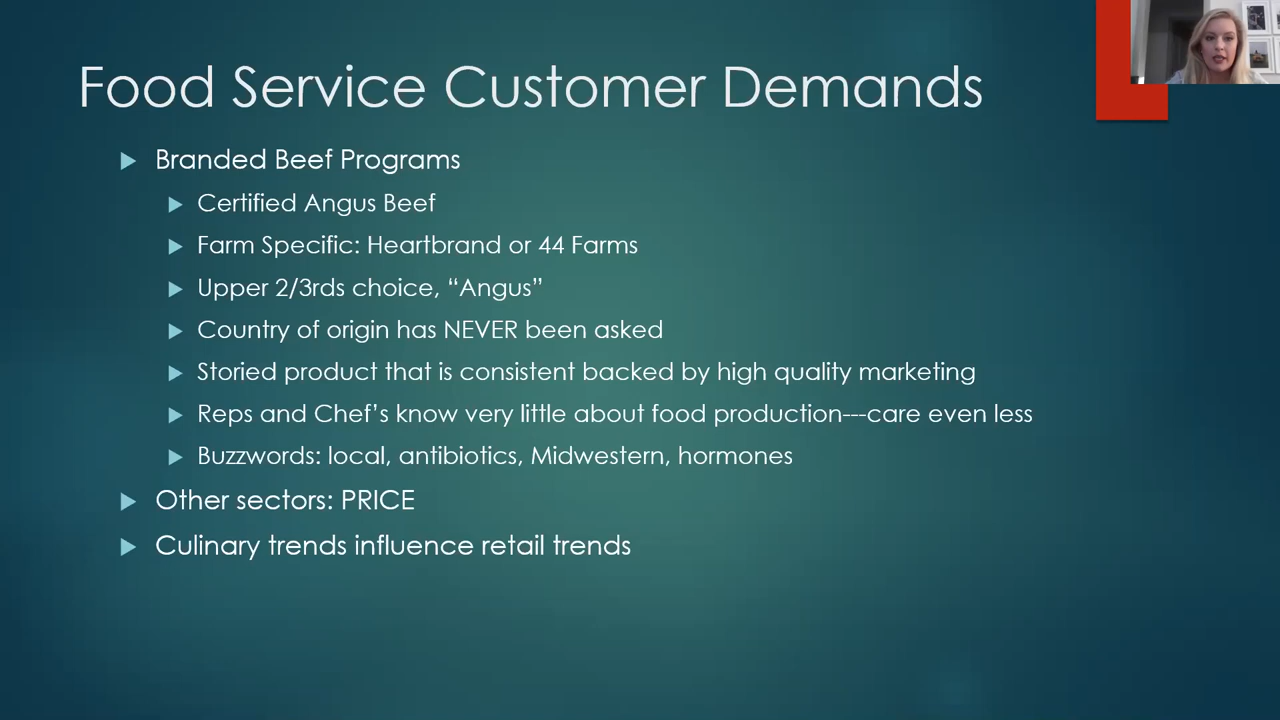 Food Service Customer Demands
Branded Beef Programs
Certified Angus Beef
Farm Specific: Heartbrand or 44 Farms
Upper 2/3rds choice, “Angus”
Country of origin has NEVER been asked
Storied product that is consistent backed by high quality marketing
Reps and Chef’s know very little about food production---care even less
Buzzwords: local, antibiotics, Midwestern, hormones
Other sectors: PRICE
Culinary trends influence retail trends